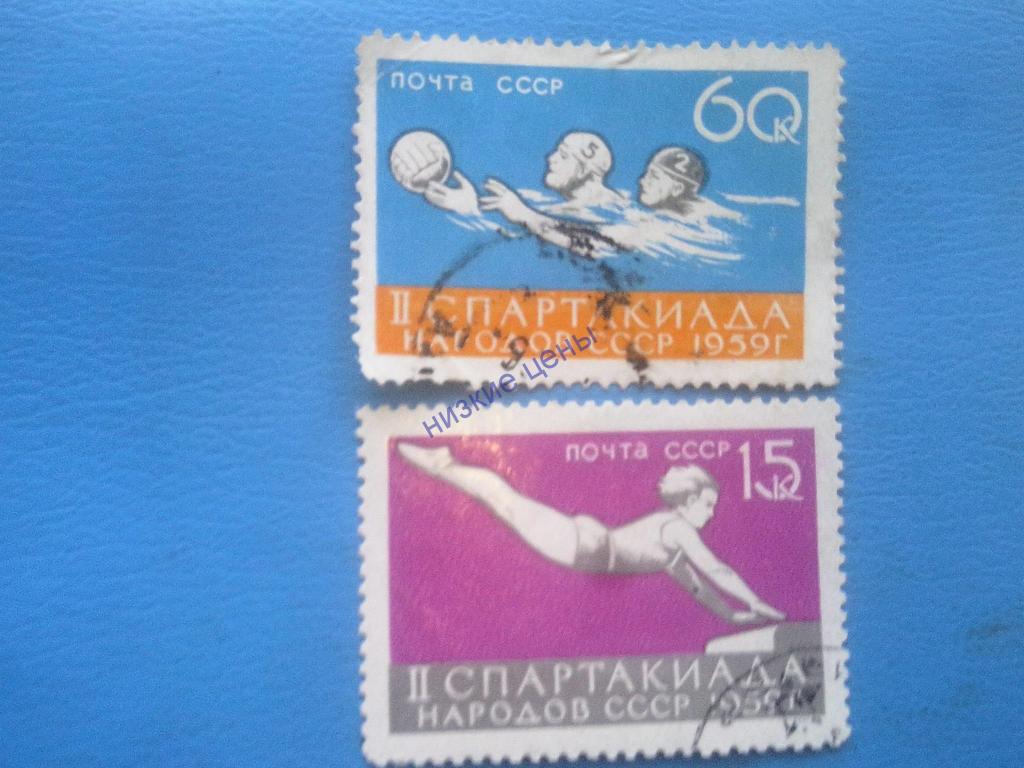 почта СССР
60к
5
2
II СПАРТАКИАДА
НАРОДОВ СССР 1959г
низкие цены
почта СССР
15к
II СПАРТАКИАДА
НАРОДОВ СССР 1959г